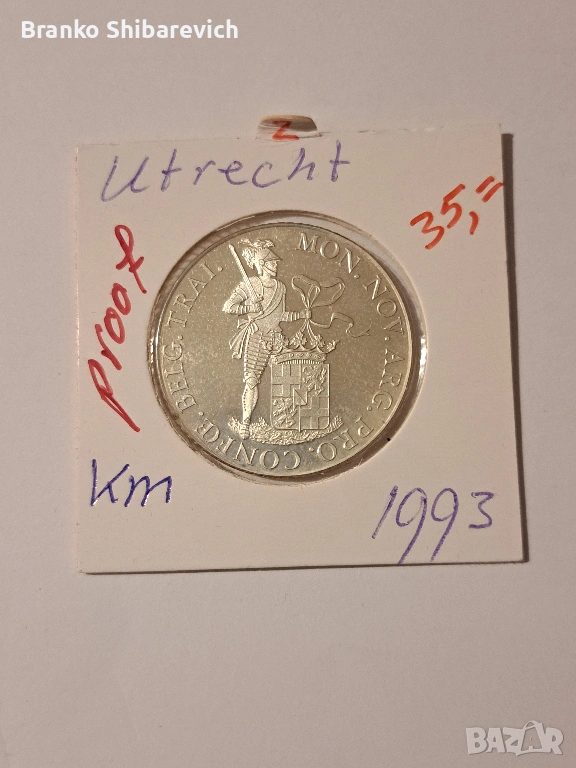 Branko Shibarevich
z
Utrecht
35,=
proof
MON. NOV. ARG. PRO. CONFOE. BELG. TRAI.
Km
1993
BAZAR